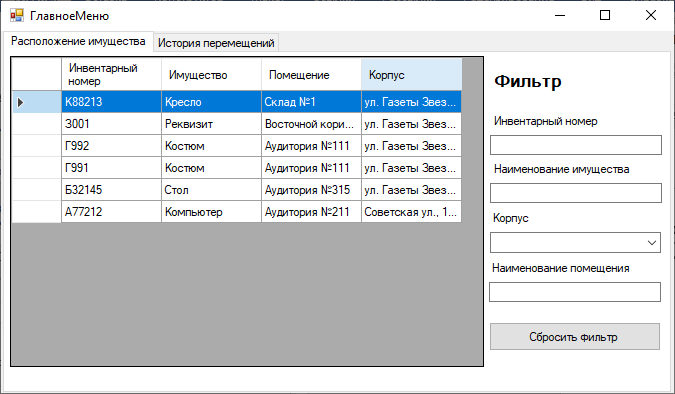 ГлавноеМеню
Расположение имущества История перемещений
Инвентарный номер Имущество Помещение Корпус
К88213 Кресло Склад №1 ул. Газеты Звез...
З001 Реквизит Восточной кори... ул. Газеты Звез...
Г992 Костюм Аудитория №111 ул. Газеты Звез...
Г991 Костюм Аудитория №111 ул. Газеты Звез...
Б32145 Стол Аудитория №315 ул. Газеты Звез...
А77212 Компьютер Аудитория №211 Советская ул., 1...
Фильтр
Инвентарный номер
Наименование имущества
Корпус
Наименование помещения
Сбросить фильтр